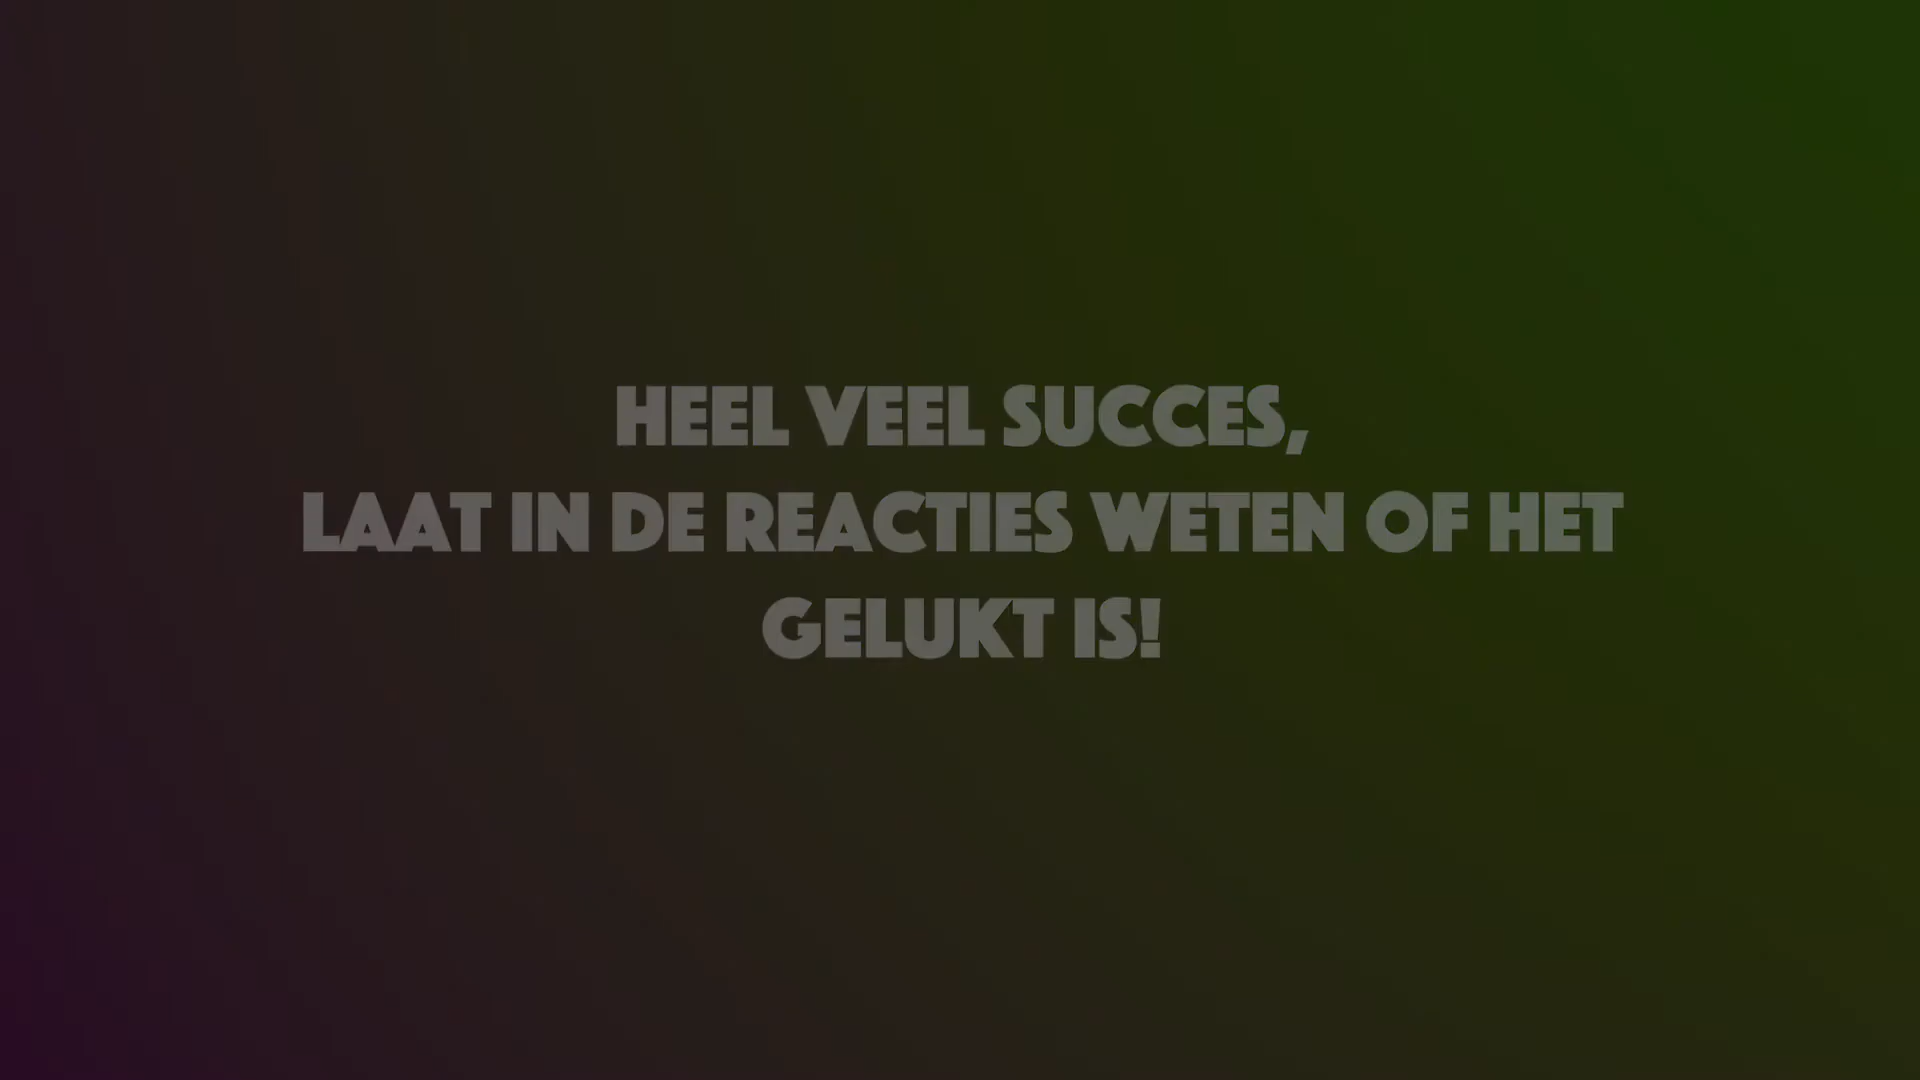 HEEL VEEL SUCCES,
LAAT IN DE REACTIES WETEN OF HET
GELUKT IS!